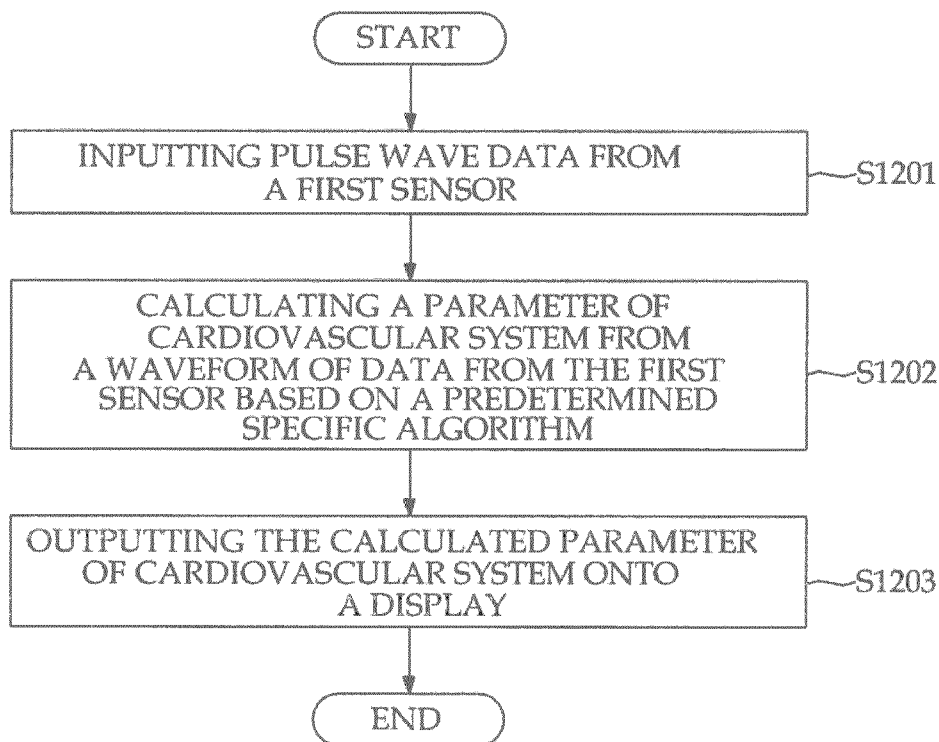 START
INPUTTING PULSE WAVE DATA FROM
A FIRST SENSOR
S1201
CALCULATING A PARAMETER OF
CARDIOVASCULAR SYSTEM FROM
A WAVEFORM OF DATA FROM THE FIRST
SENSOR BASED ON A PREDETERMINED
SPECIFIC ALGORITHM
S1202
OUTPUTTING THE CALCULATED PARAMETER
OF CARDIOVASCULAR SYSTEM ONTO
A DISPLAY
S1203
END